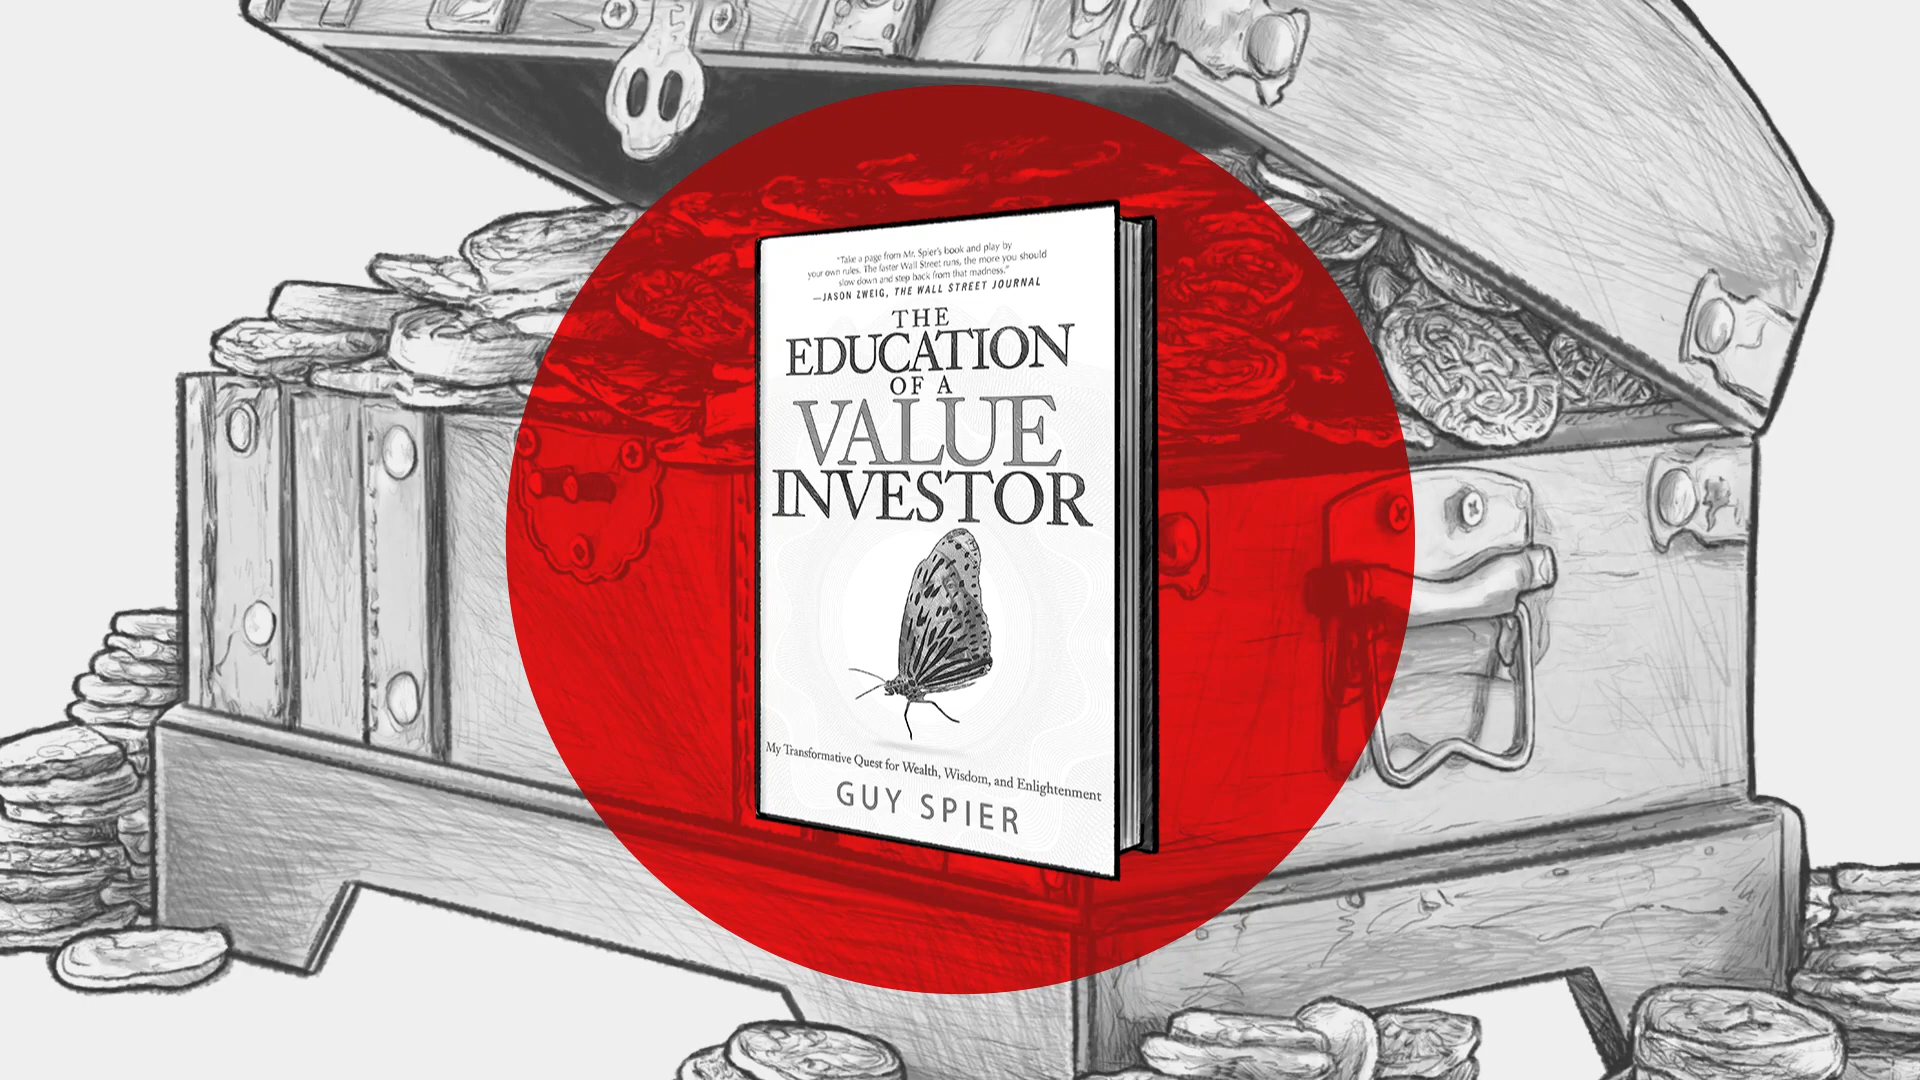 "Take a page from Mr. Spier's book and play by
your own rules. The faster Wall Street runs, the more you should
slow down and step back from that madness."
—JASON ZWEIG, THE WALL STREET JOURNAL
THE
EDUCATION
OF A
VALUE
INVESTOR
My Transformative Quest for Wealth, Wisdom, and Enlightenment
GUY SPIER